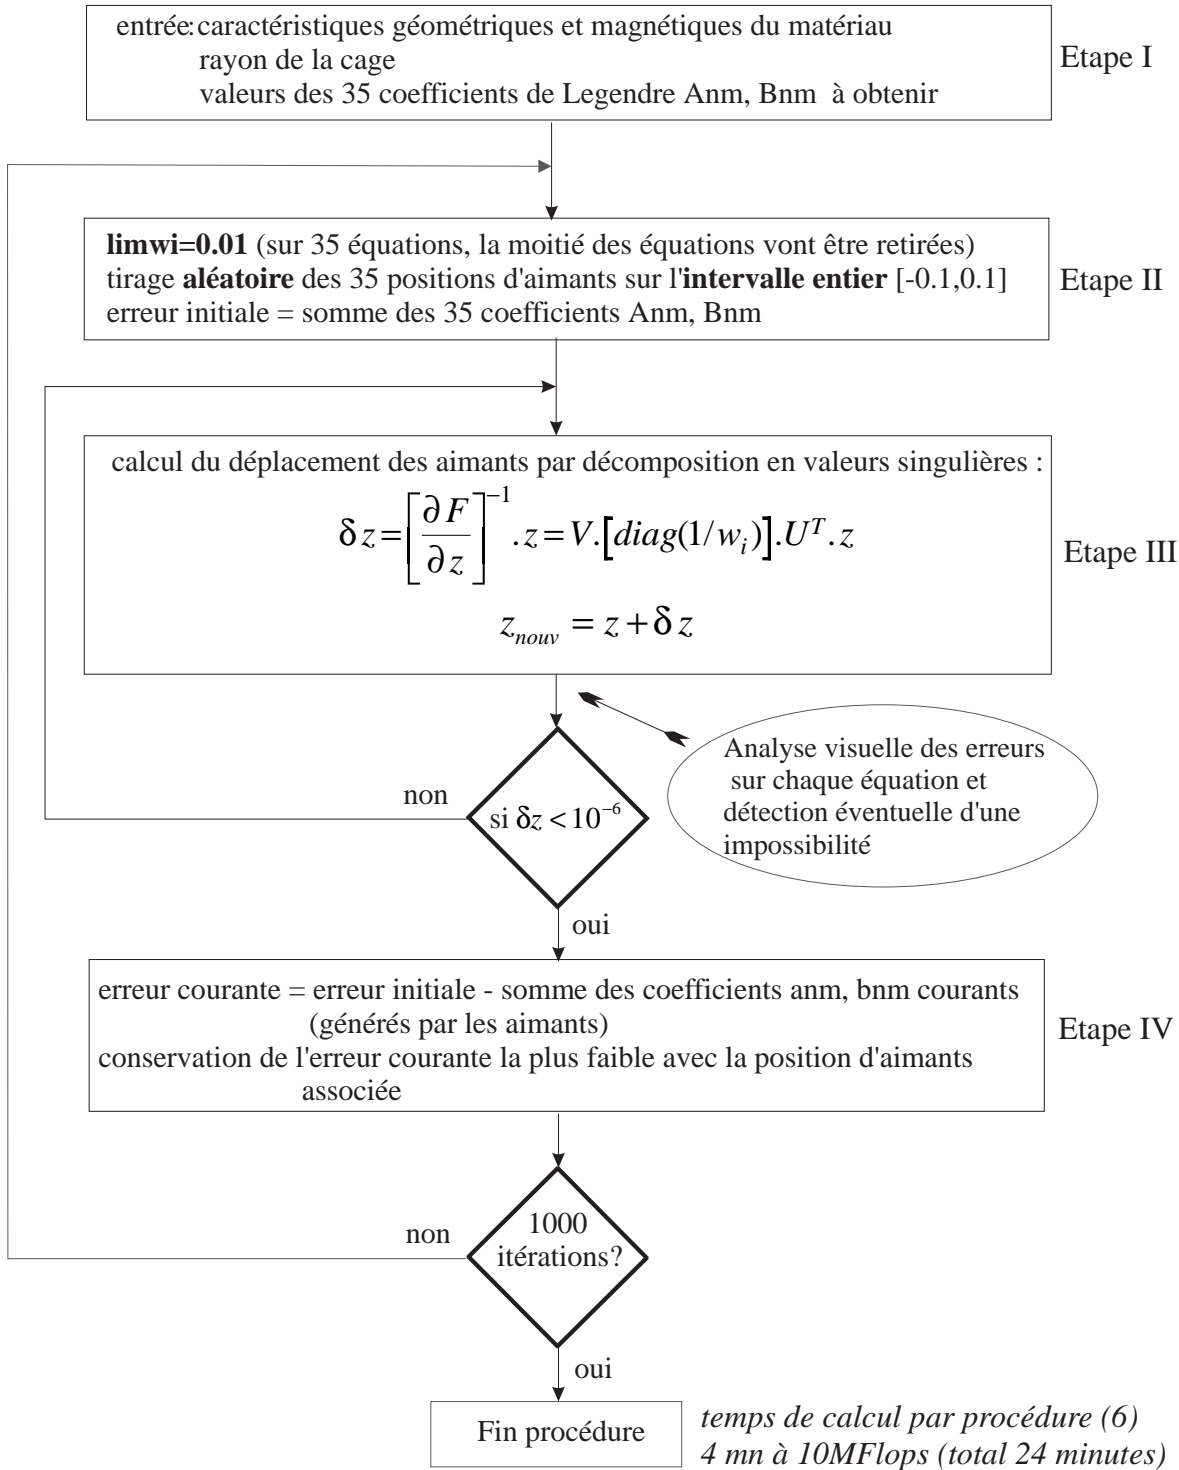 entrée:caractéristiques géométriques et magnétiques du matériau
rayon de la cage
valeurs des 35 coefficients de Legendre Anm, Bnm à obtenir
Etape I
limwi=0.01 (sur 35 équations, la moitié des équations vont être retirées)
tirage aléatoire des 35 positions d'aimants sur l'intervalle entier [-0.1,0.1]
erreur initiale = somme des 35 coefficients Anm, Bnm
Etape II
calcul du déplacement des aimants par décomposition en valeurs singulières :
δz = [∂F/∂z]⁻¹ . z = V.[diag(1/w_i)].U^T . z
z_nouv = z + δz
Etape III
Analyse visuelle des erreurs
sur chaque équation et
détection éventuelle d'une
impossibilité
non
si δz < 10⁻⁶
oui
erreur courante = erreur initiale - somme des coefficients anm, bnm courants
(générés par les aimants)
conservation de l'erreur courante la plus faible avec la position d'aimants
associée
Etape IV
non
1000
itérations?
oui
Fin procédure
temps de calcul par procédure (6)
4 mn à 10MFlops (total 24 minutes)